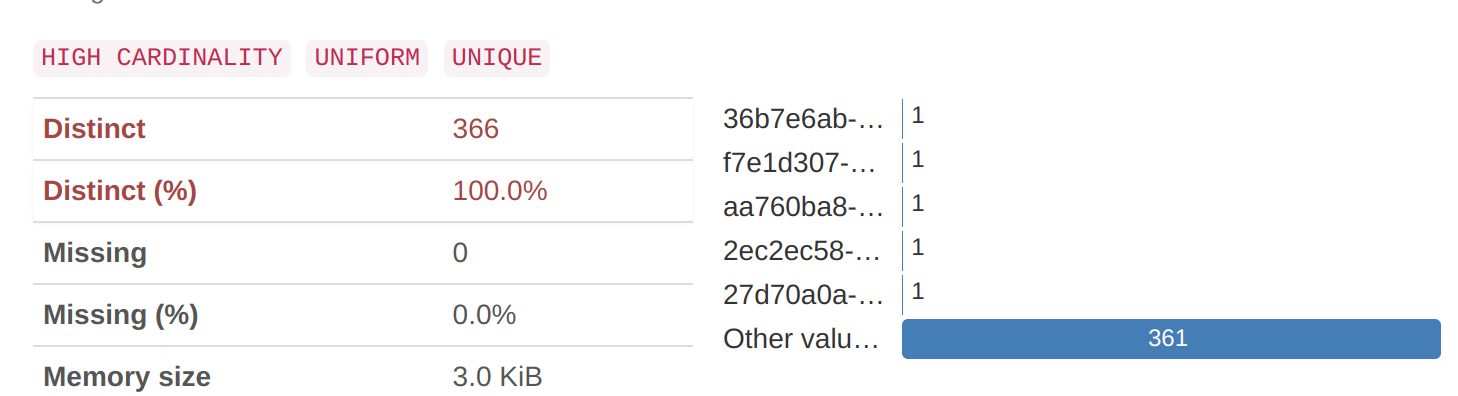 HIGH CARDINALITY UNIFORM UNIQUE
Distinct 366
Distinct (%) 100.0%
Missing 0
Missing (%) 0.0%
Memory size 3.0 KiB
36b7e6ab-… 1
f7e1d307-… 1
aa760ba8-… 1
2ec2ec58-… 1
27d70a0a-… 1
Other valu… 361